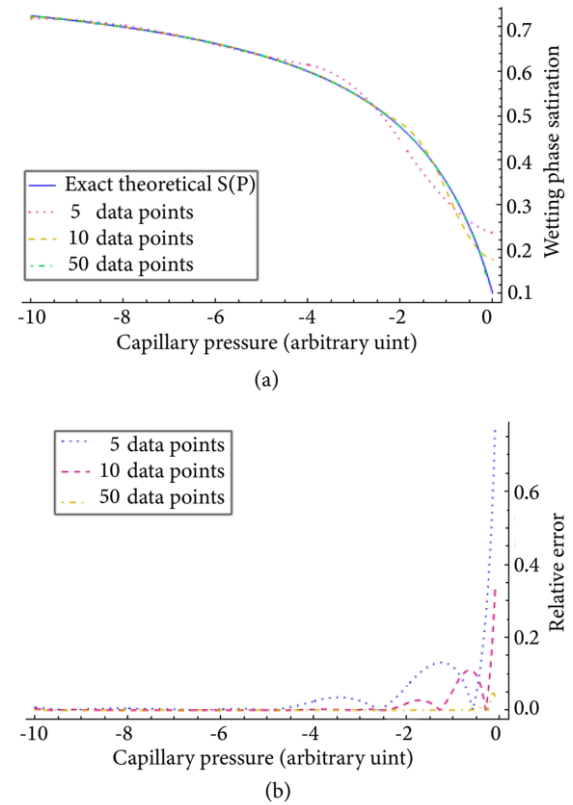 0.7
0.6
0.5
0.4
0.3
0.2
0.1
Wetting phase satiration
Exact theoretical S(P)
5 data points
10 data points
50 data points
-10 -8 -6 -4 -2 0
Capillary pressure (arbitrary uint)
(a)
5 data points
10 data points
50 data points
0.6
0.4
0.2
0.0
Relative error
-10 -8 -6 -4 -2 0
Capillary pressure (arbitrary uint)
(b)